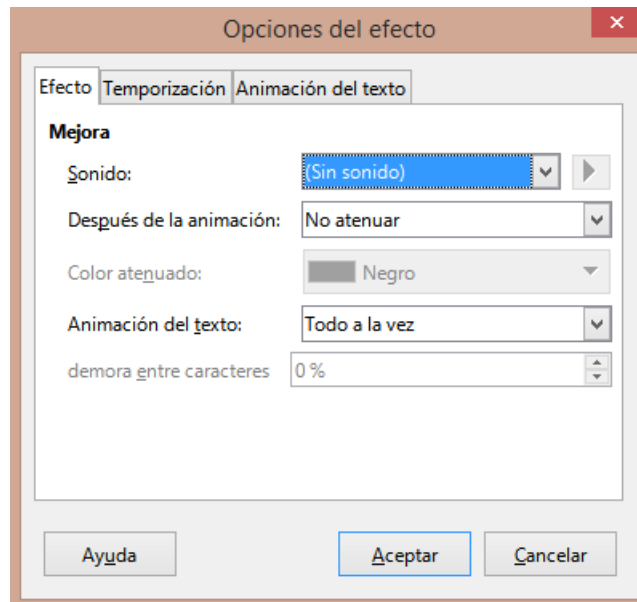 Opciones del efecto
Efecto Temporización Animación del texto
Mejora
Sonido: (Sin sonido)
Después de la animación: No atenuar
Color atenuado: Negro
Animación del texto: Todo a la vez
demora entre caracteres 0 %
Ayuda Aceptar Cancelar